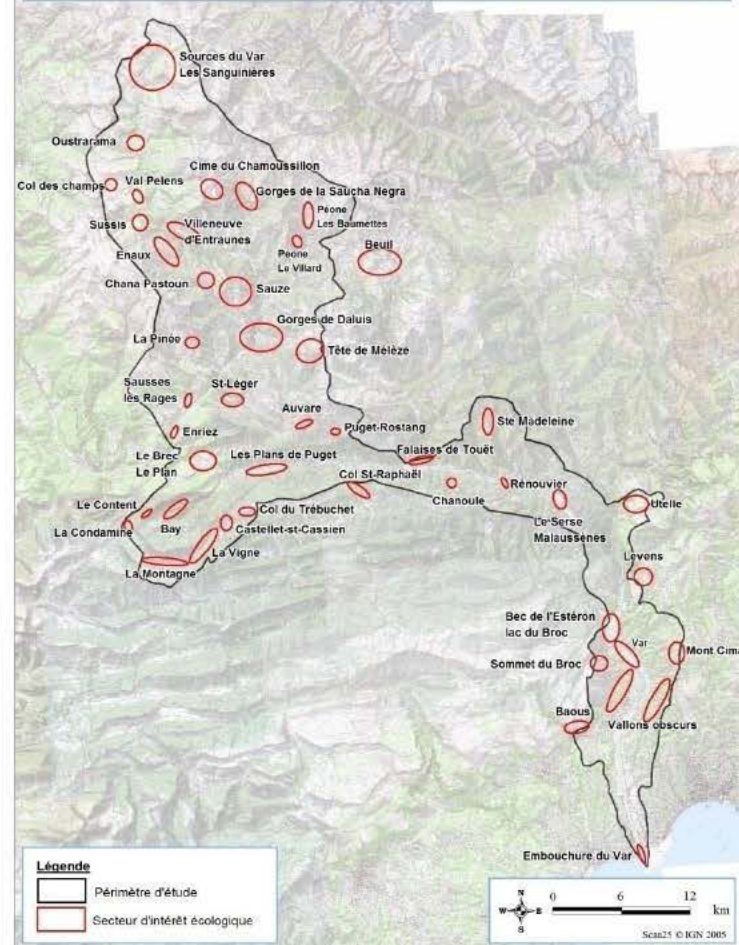 Sources du Var
Les Sanguinières
Oustrarama
Cime du Chamoussillon
Col des champs
Val Pelens
Gorges de la Saucha Negra
Péone
Les Baumettes
Sussis
Villeneuve
d'Entraunes
Enaux
Péone
Le Villard
Beuil
Chana Pastoun
Sauze
Gorges de Daluis
La Pinée
Tête de Mélèze
Sausses
les Rages
St-Léger
Auvare
Ste Madeleine
Enriez
Puget-Rostang
Le Brec
Le Plan
Les Plans de Puget
Falaises de Touët
Col St-Raphaël
Chanoule
Rénouvier
Le Content
Col du Trébuchet
Utelle
La Condamine
Bay
Castellet-st-Cassien
Le Serse
Malaussenes
La Vigne
La Montagne
Levens
Bec de l'Estéron
lac du Broc
Var
Mont Cima
Sommet du Broc
Baous
Vallons obscurs
Embouchure du Var
Légende
Périmètre d'étude
Secteur d'intérêt écologique
N
W E
S
0 6 12
km
Scan25 © IGN 2005